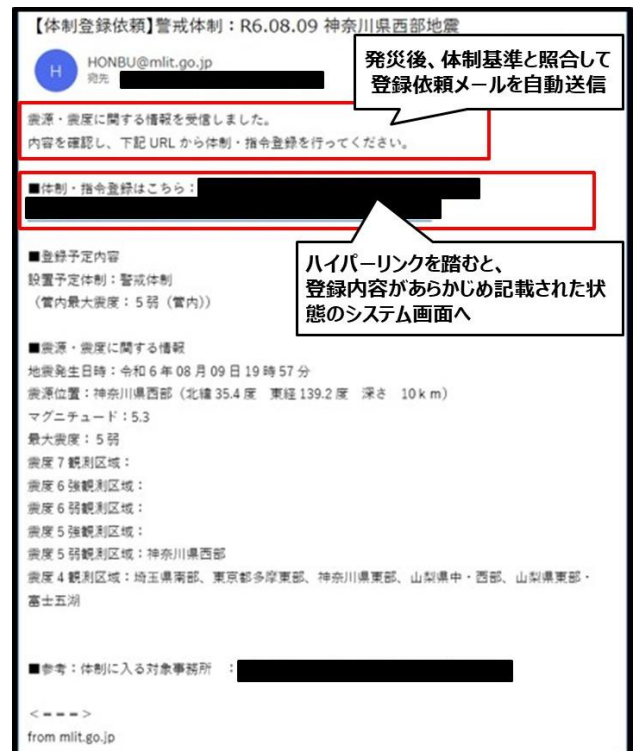 【体制登録依頼】警戒体制：R6.08.09 神奈川県西部地震
H
HONBU@mlit.go.jp
宛先
発災後、体制基準と照合して
登録依頼メールを自動送信
震源・震度に関する情報を受信しました。
内容を確認し、下記 URL から体制・指令登録を行ってください。
■体制・指令登録はこちら：
ハイパーリンクを踏むと、
登録内容があらかじめ記載された状
態のシステム画面へ
■登録予定内容
設置予定体制：警戒体制
（管内最大震度：５弱（管内））
■震源・震度に関する情報
地震発生日時：令和 6 年 08 月 09 日 19 時 57 分
震源位置：神奈川県西部（北緯 35.4 度　東経 139.2 度　深さ　10ｋｍ）
マグニチュード：5.3
最大震度：５弱
震度７観測区域：
震度６強観測区域：
震度６弱観測区域：
震度５強観測区域：
震度５弱観測区域：神奈川県西部
震度４観測区域：埼玉県南部、東京都多摩東部、神奈川県東部、山梨県中・西部、山梨県東部・
富士五湖
■参考：体制に入る対象事務所　：
＜＝＝＝＞
from mlit.go.jp